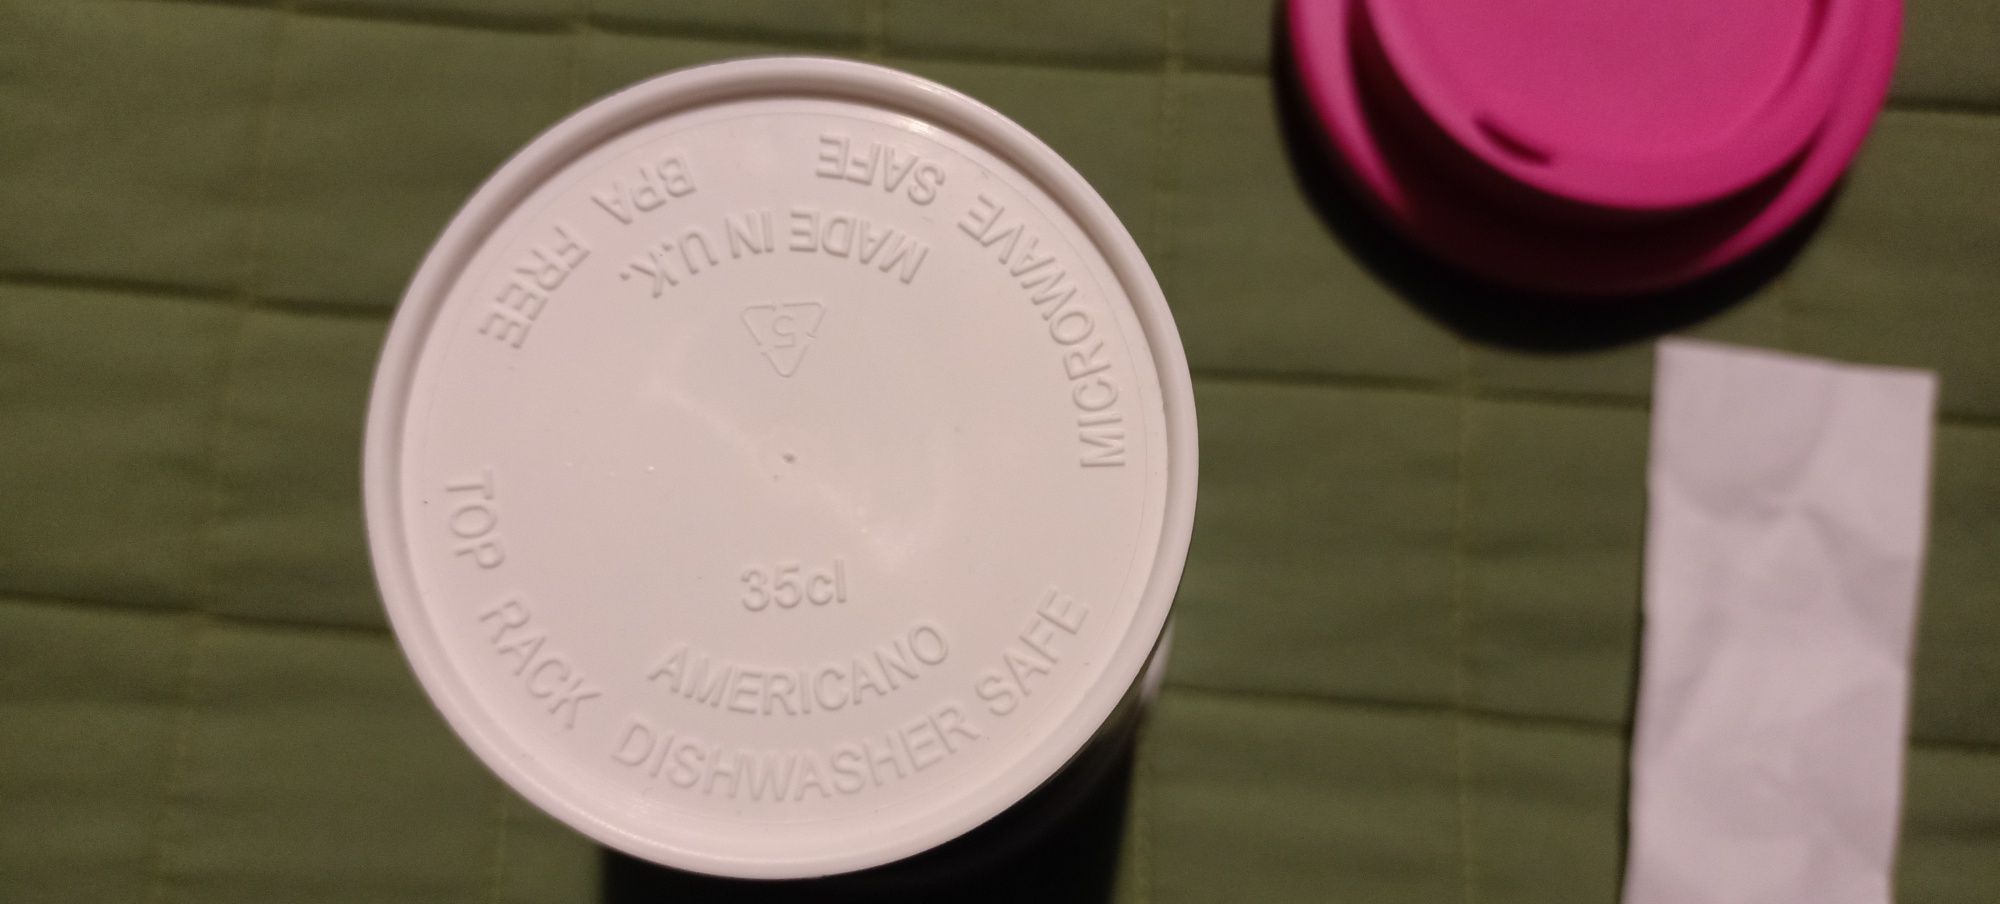 MICROWAVE SAFE
BPA FREE
MADE IN U.K.
5
35cl
AMERICANO
TOP RACK DISHWASHER SAFE